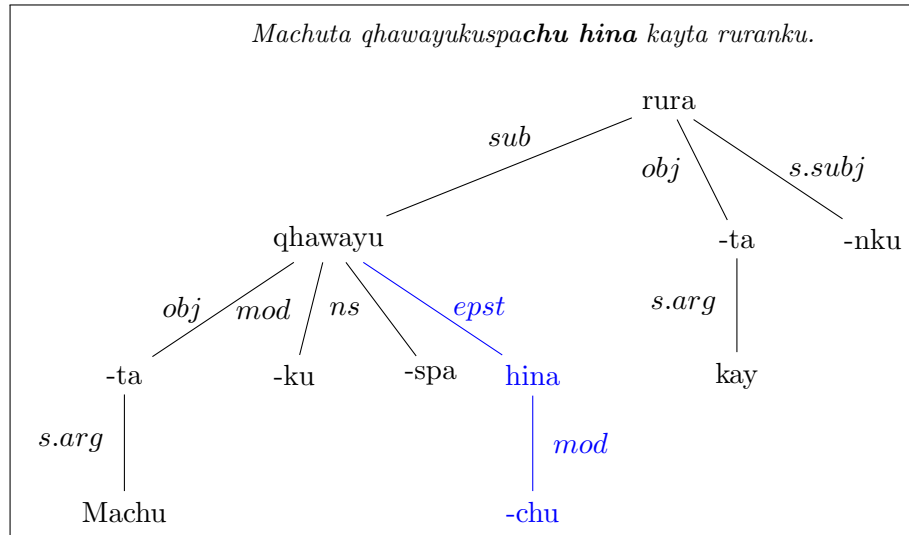 Machuta qhawayukuspachu hina kayta ruranku.
rura
sub obj s.subj
qhawayu -ta -nku
obj mod ns epst s.arg
-ta -ku -spa hina kay
s.arg mod
Machu -chu